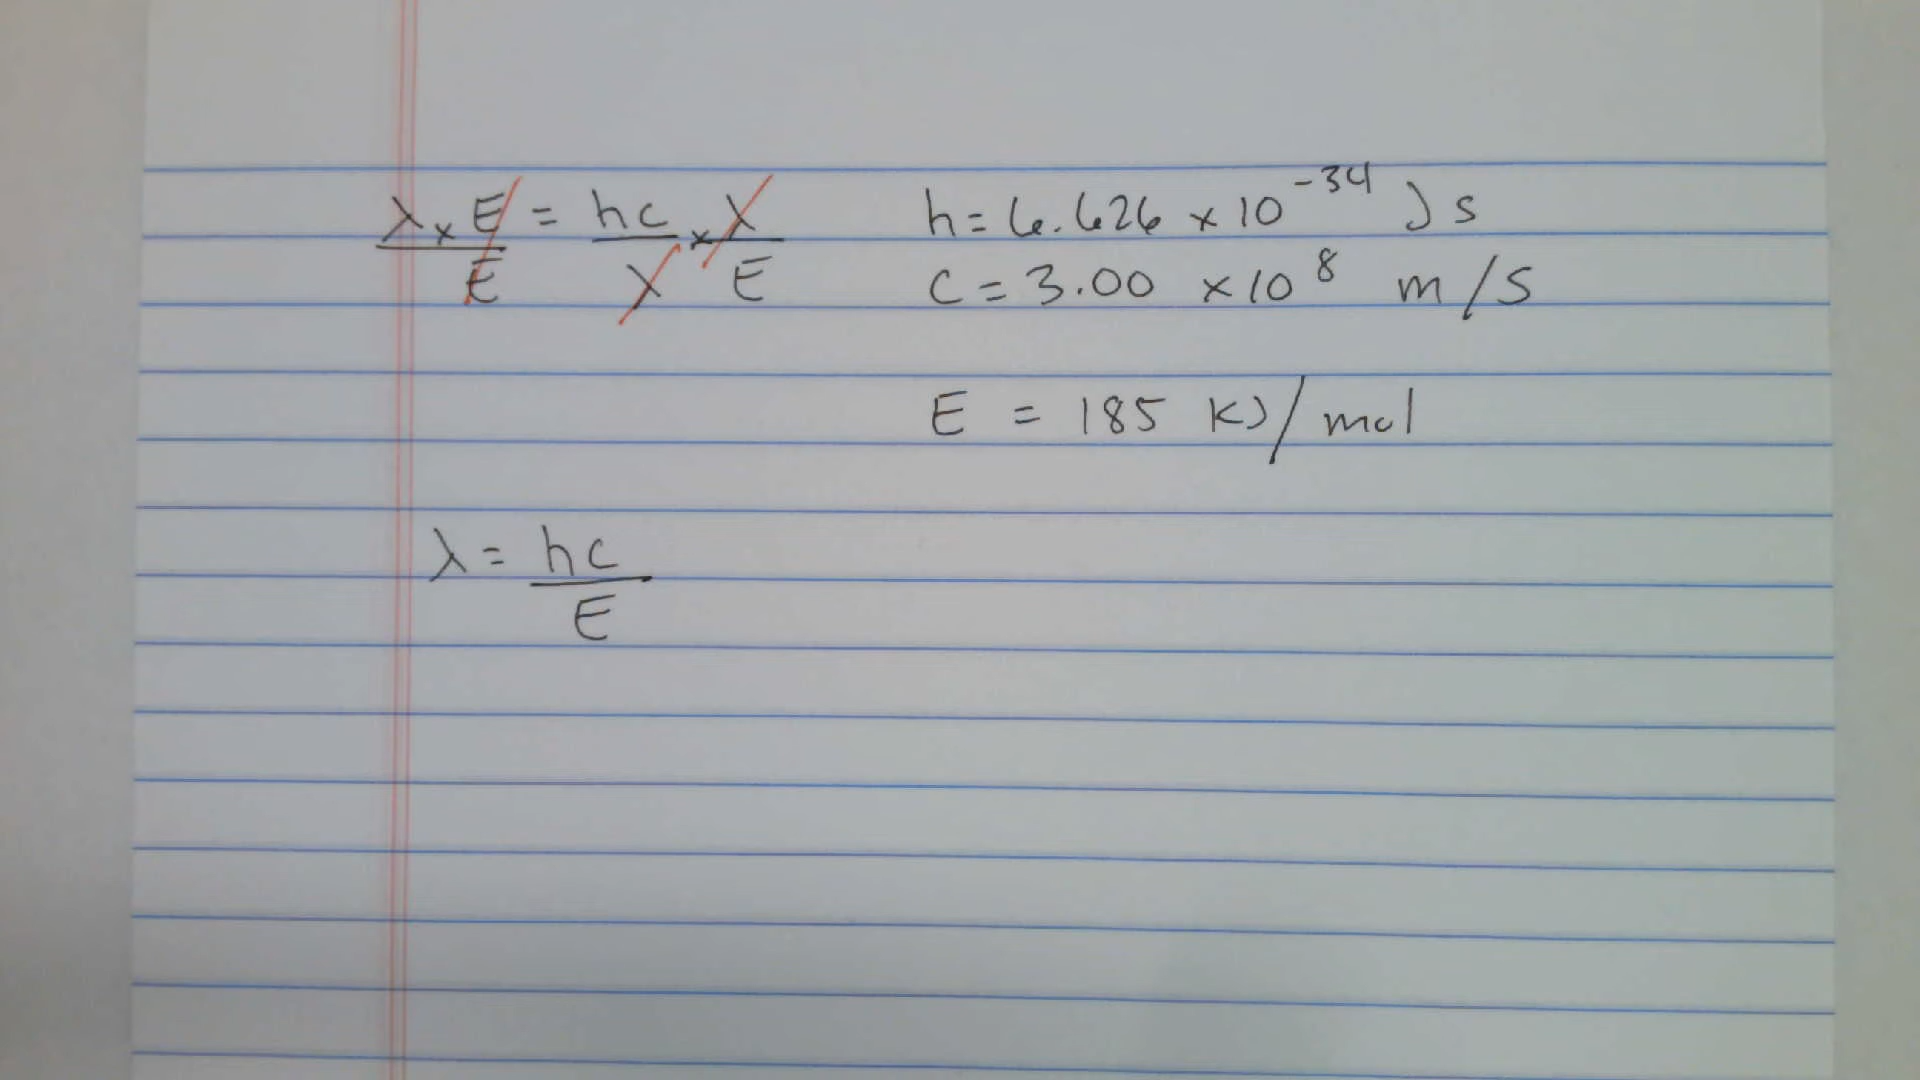 λ x E / E = hc / λ x λ / E    h = 6.626 x 10^-34 J s
c = 3.00 x 10^8 m/s
E = 185 KJ/mol
λ = hc / E